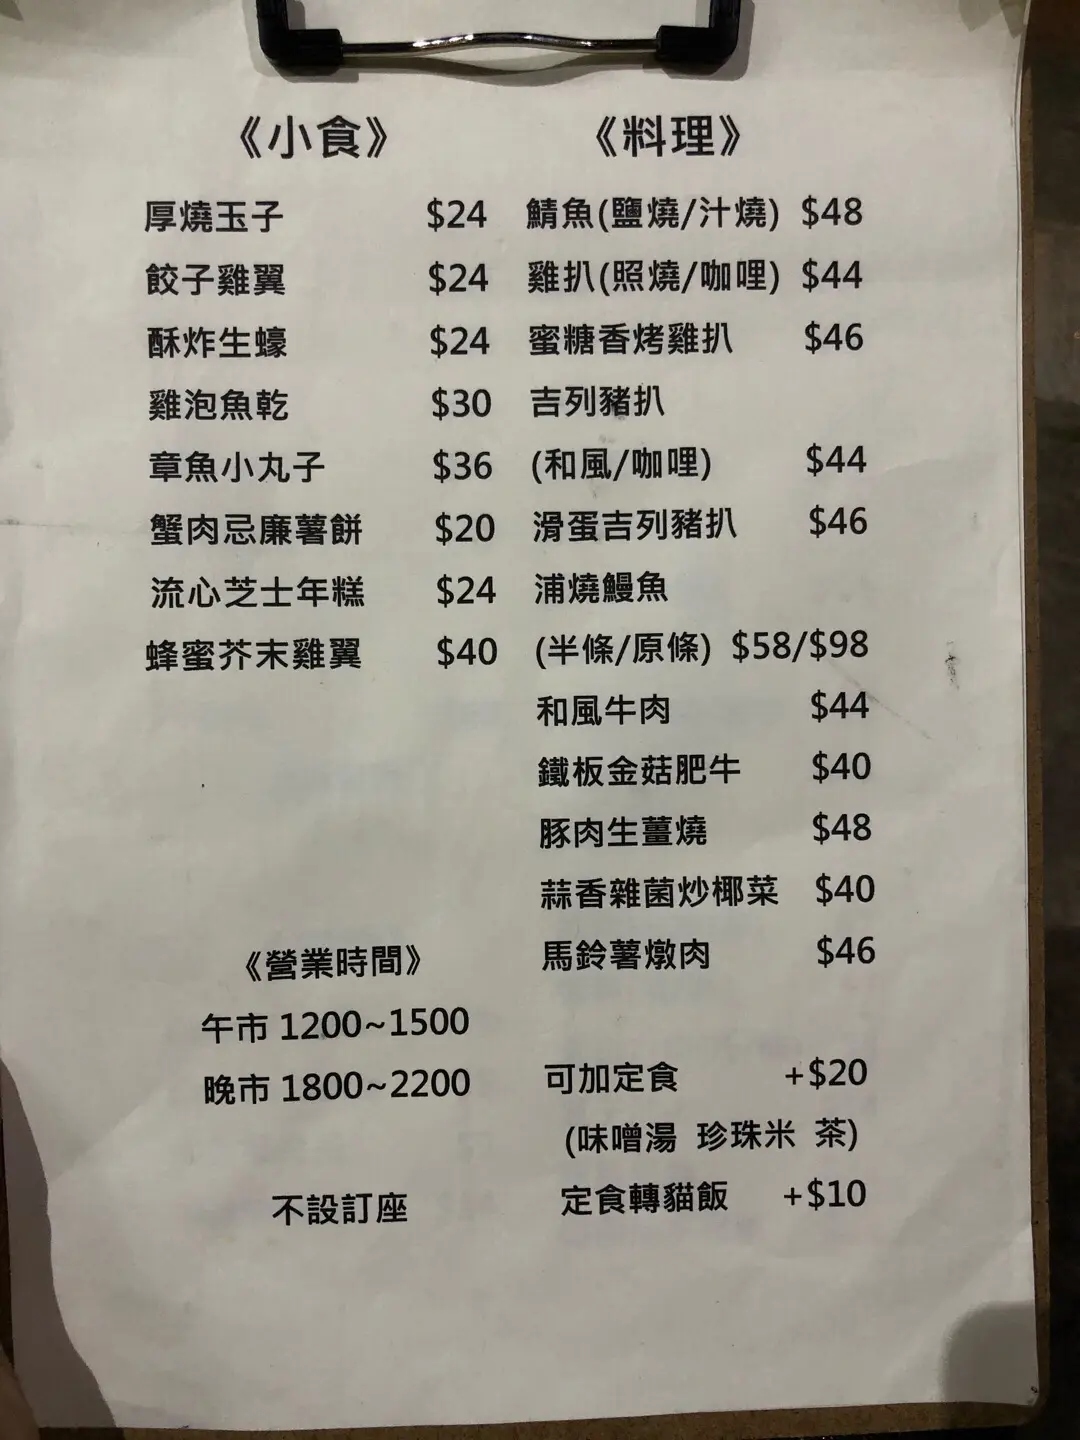 《小食》
厚燒玉子 $24
餃子雞翼 $24
酥炸生蠔 $24
雞泡魚乾 $30
章魚小丸子 $36
蟹肉忌廉薯餅 $20
流心芝士年糕 $24
蜂蜜芥末雞翼 $40
《營業時間》
午市 1200~1500
晚市 1800~2200
不設訂座
《料理》
鯖魚(鹽燒/汁燒) $48
雞扒(照燒/咖哩) $44
蜜糖香烤雞扒 $46
吉列豬扒
(和風/咖哩) $44
滑蛋吉列豬扒 $46
浦燒鰻魚
(半條/原條) $58/$98
和風牛肉 $44
鐵板金菇肥牛 $40
豚肉生薑燒 $48
蒜香雜菌炒椰菜 $40
馬鈴薯燉肉 $46
可加定食 +$20
(味噌湯 珍珠米 茶)
定食轉貓飯 +$10